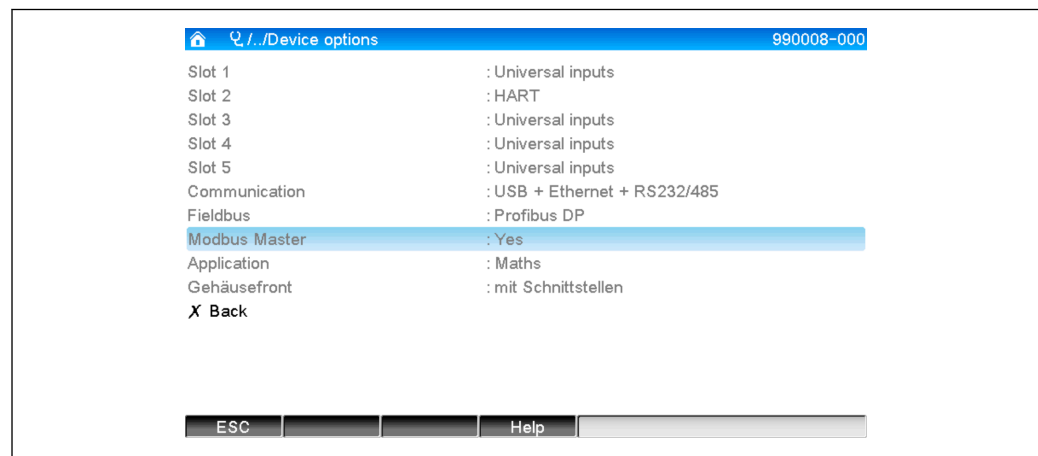 /../Device options 990008-000
Slot 1 : Universal inputs
Slot 2 : HART
Slot 3 : Universal inputs
Slot 4 : Universal inputs
Slot 5 : Universal inputs
Communication : USB + Ethernet + RS232/485
Fieldbus : Profibus DP
Modbus Master : Yes
Application : Maths
Gehäusefront : mit Schnittstellen
X Back
ESC Help